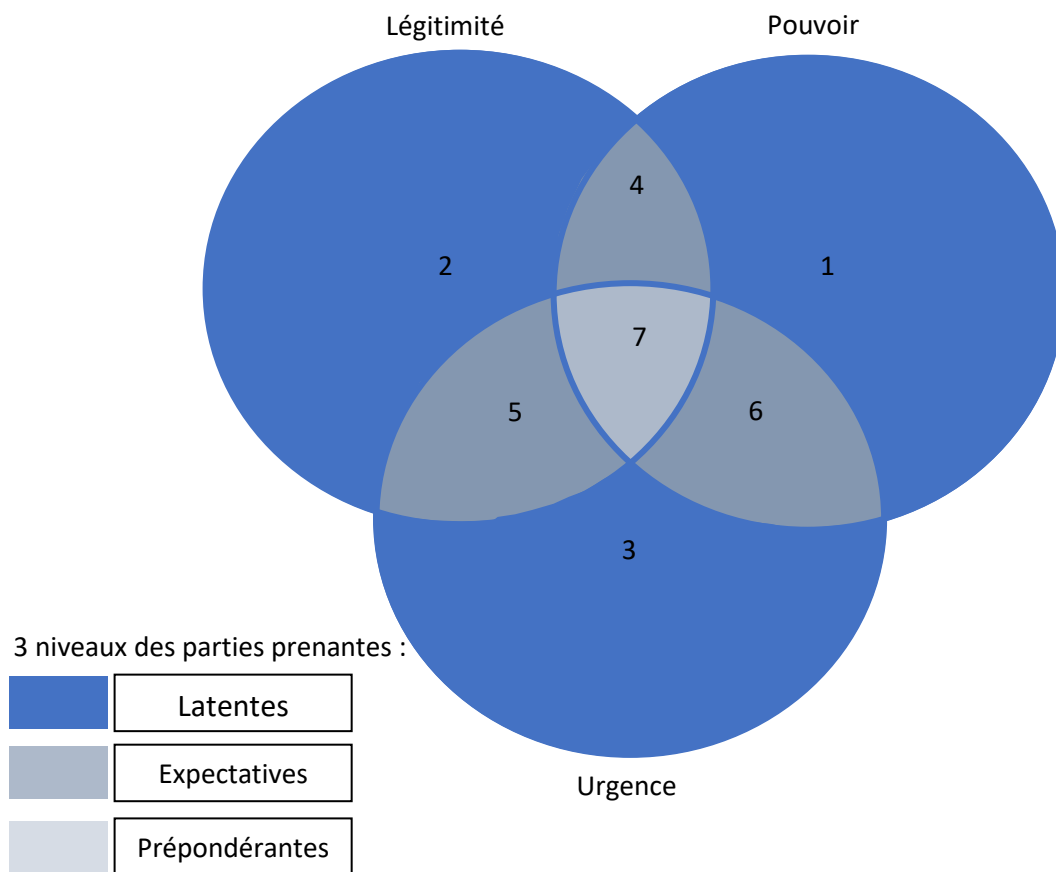 Légitimité
Pouvoir
4
2
1
7
5
6
3
3 niveaux des parties prenantes :
Latentes
Expectatives
Urgence
Prépondérantes